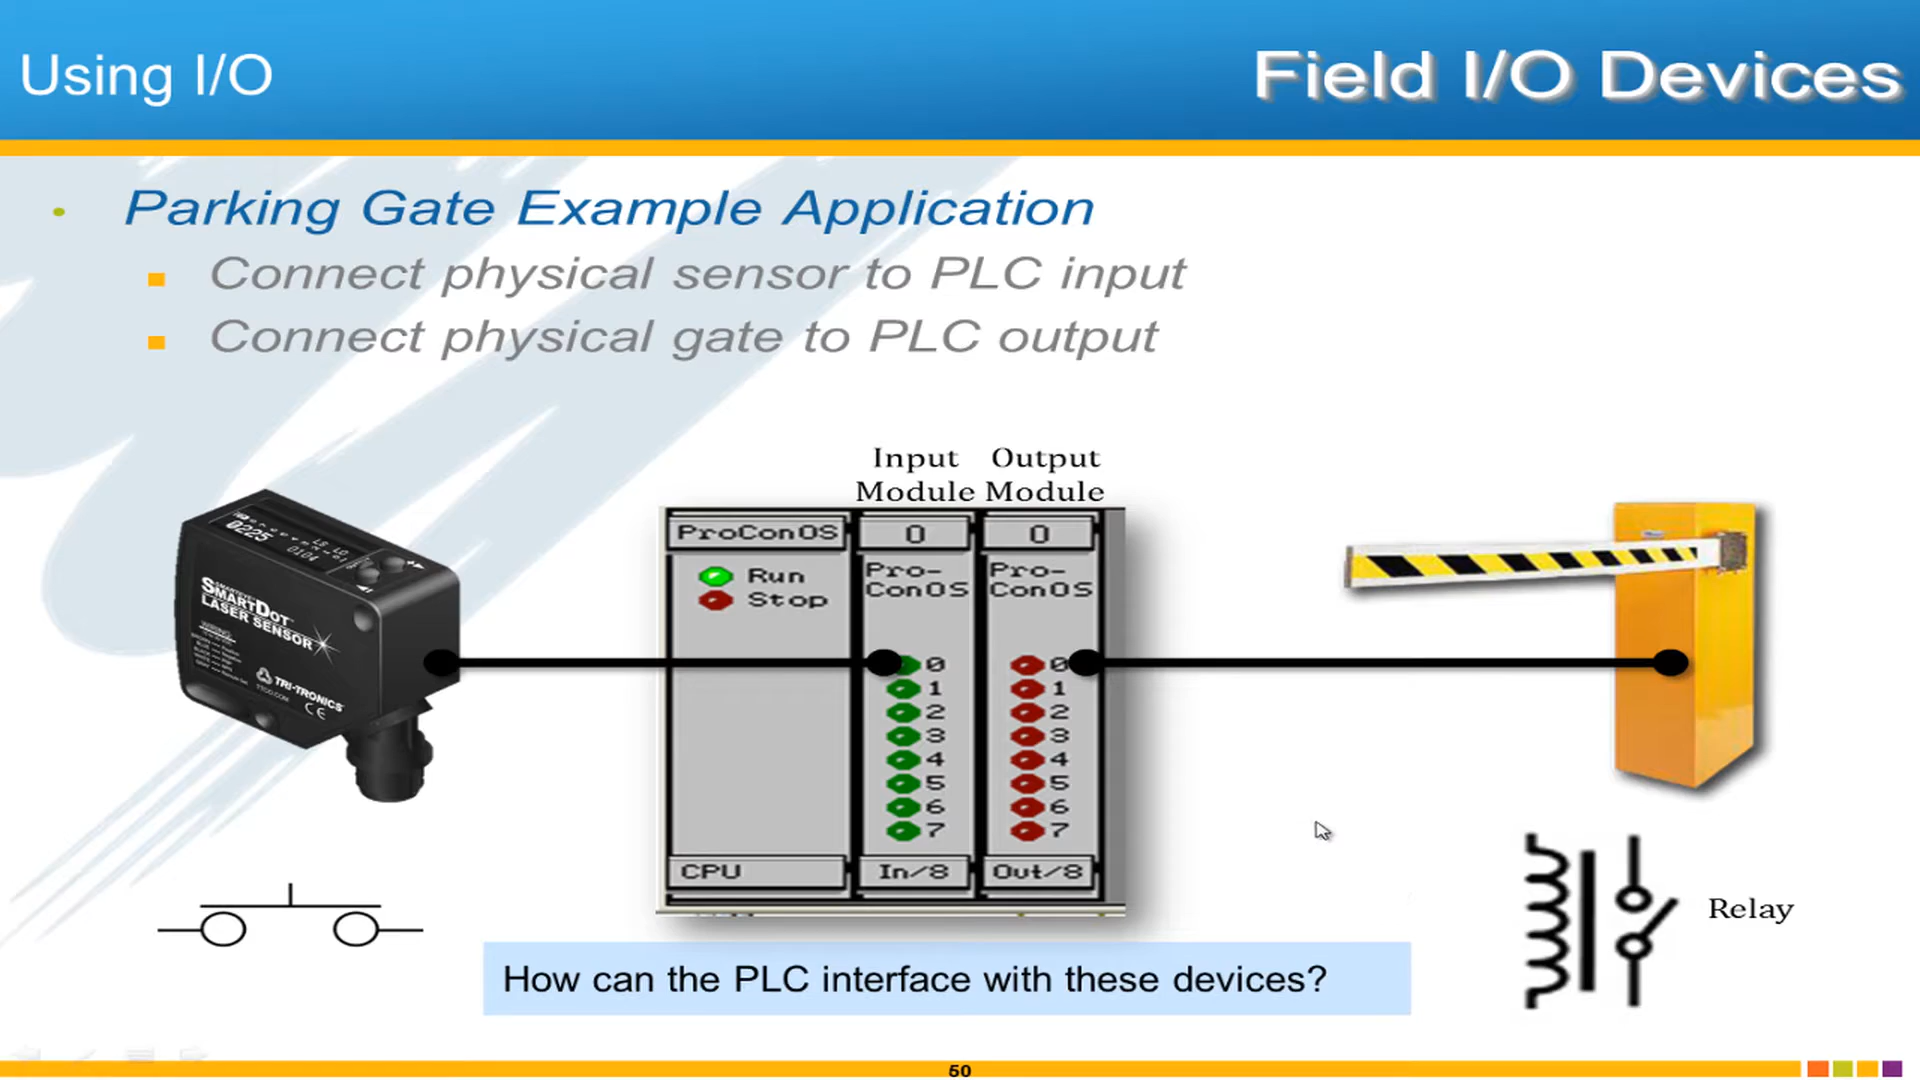 Using I/O
Field I/O Devices
Parking Gate Example Application
Connect physical sensor to PLC input
Connect physical gate to PLC output
Input Module
Output Module
ProConOS
Run
Stop
0
Pro-
ConOS
0
1
2
3
4
5
6
7
0
Pro-
ConOS
0
1
2
3
4
5
6
7
CPU
In/8
Out/8
0225
0104
SMARTDOT
LASER SENSOR
TRI-TRONICS
CE
Relay
How can the PLC interface with these devices?
50